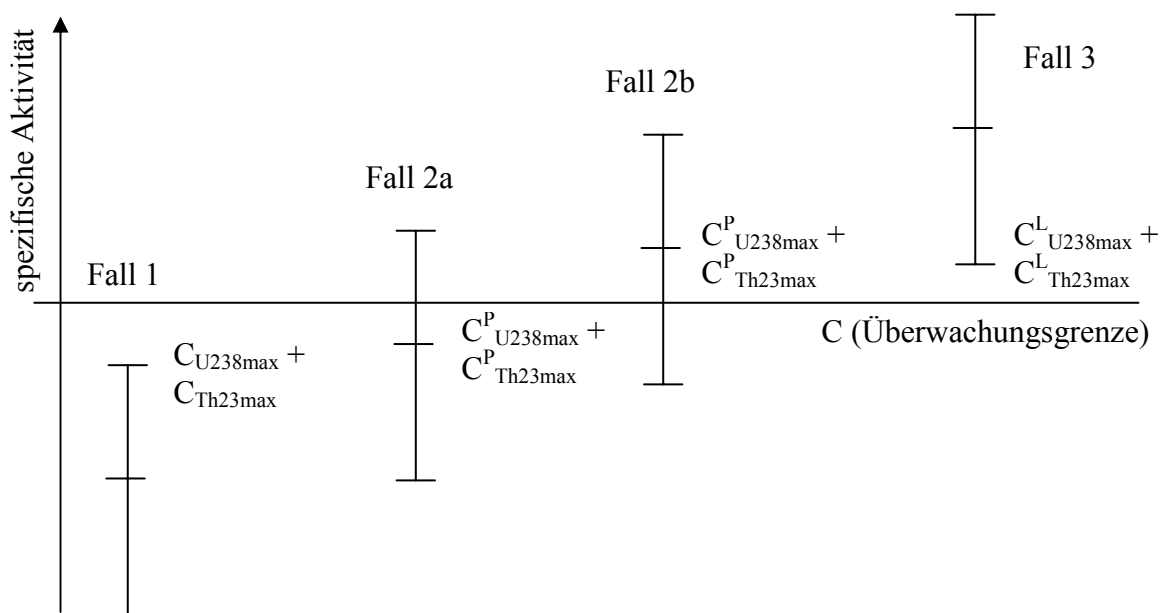 spezifische Aktivität
Fall 1
C_U238max +
C_Th23max
Fall 2a
C^P_U238max +
C^P_Th23max
Fall 2b
C^P_U238max +
C^P_Th23max
Fall 3
C^L_U238max +
C^L_Th23max
C (Überwachungsgrenze)